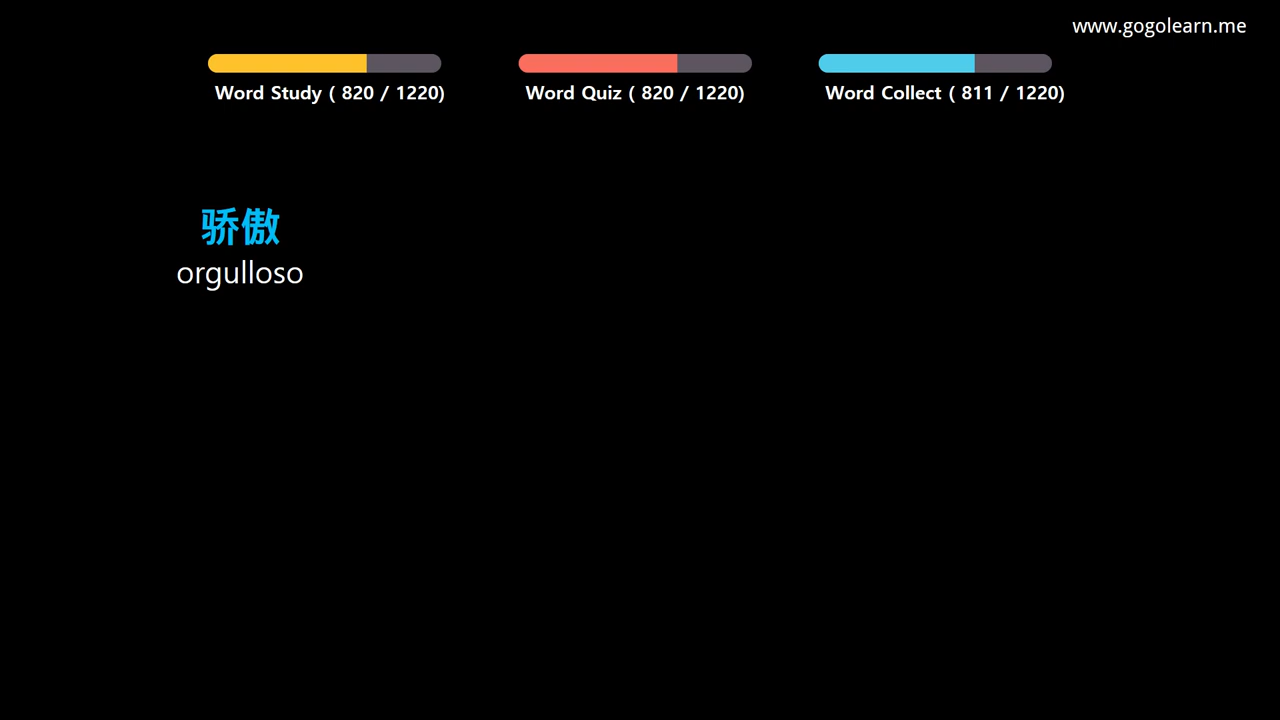 www.gogolearn.me
Word Study ( 820 / 1220)
Word Quiz ( 820 / 1220)
Word Collect ( 811 / 1220)
骄傲
orgulloso